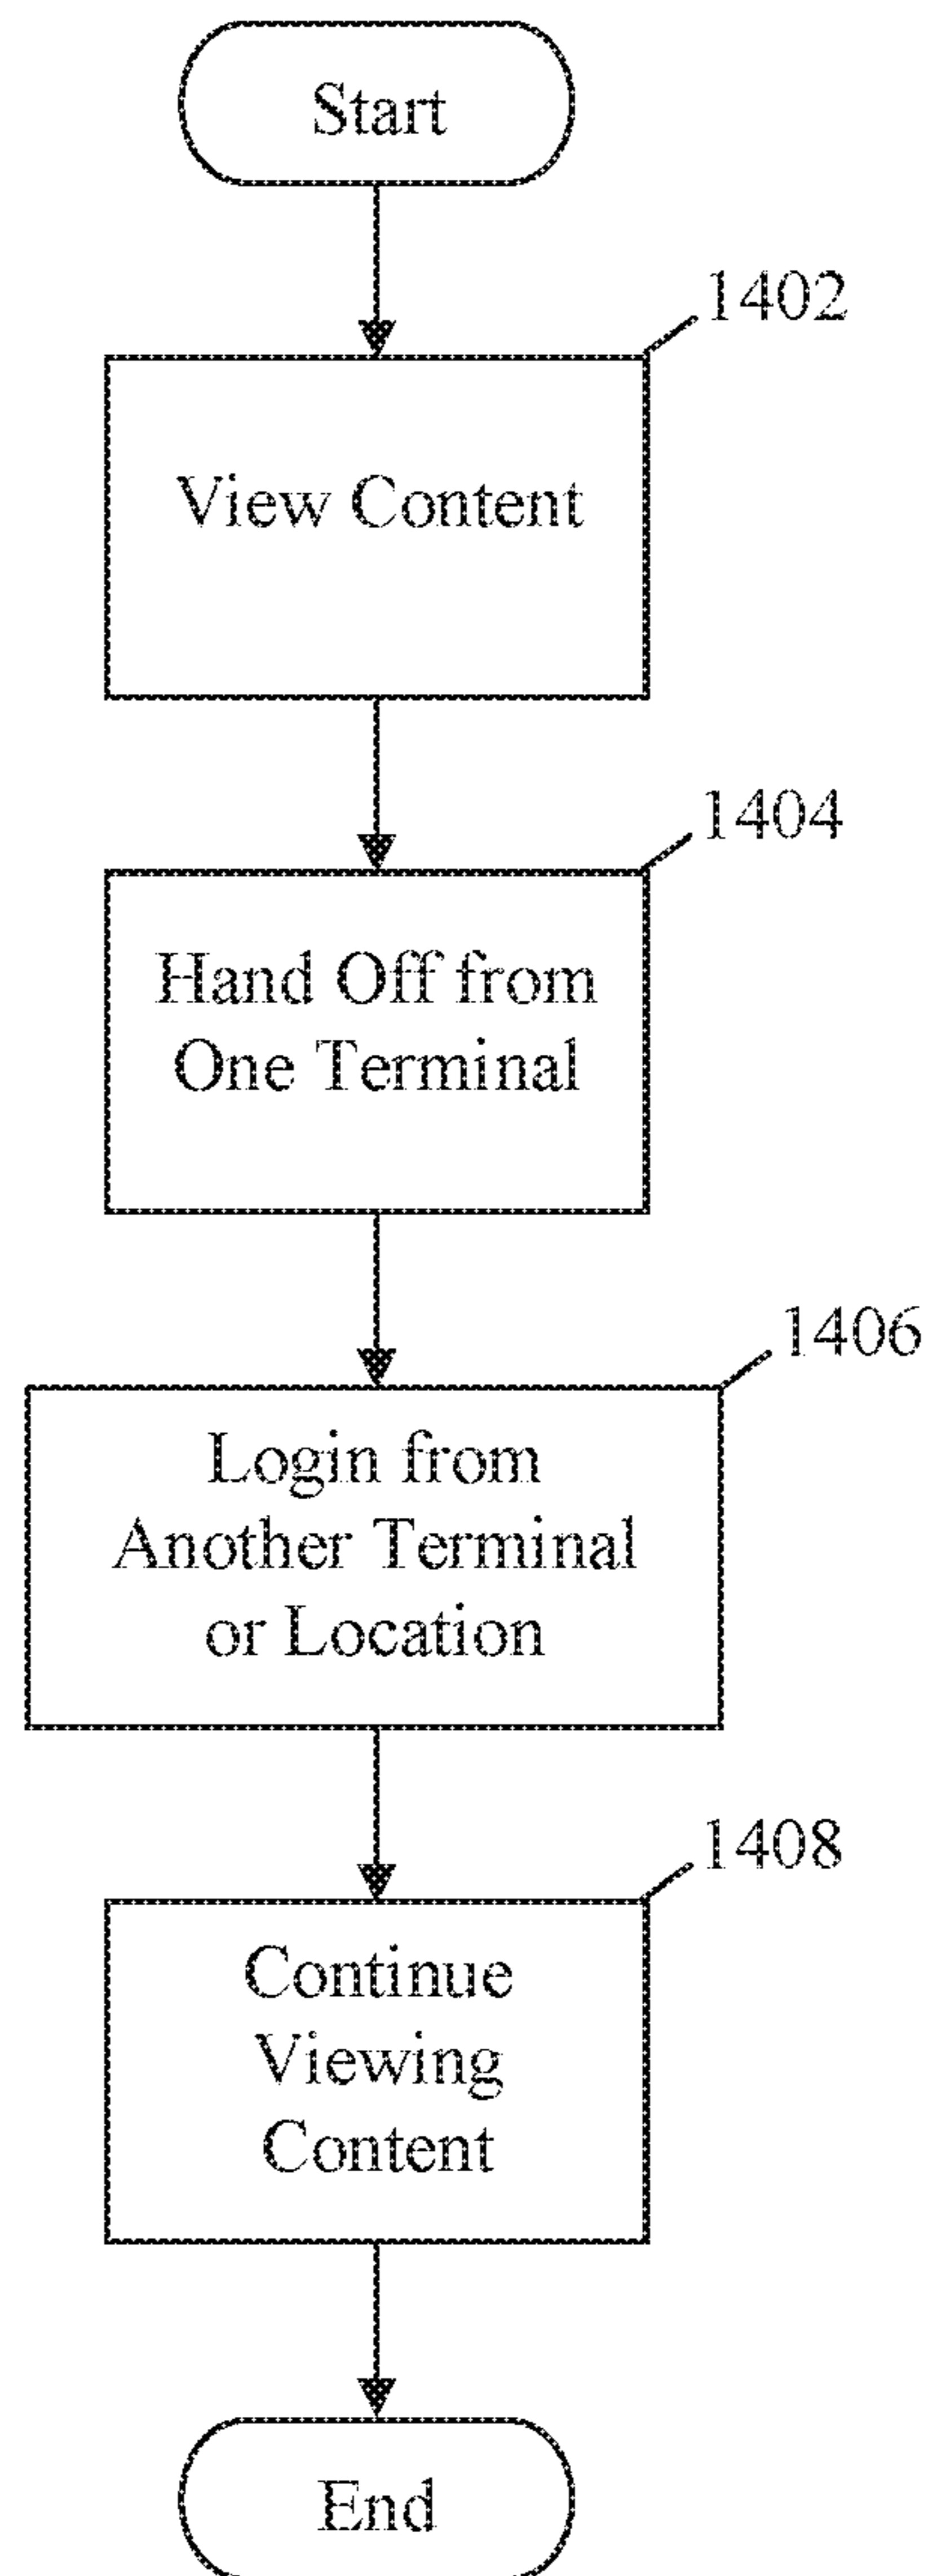 Start
1402
View Content
1404
Hand Off from
One Terminal
1406
Login from
Another Terminal
or Location
1408
Continue
Viewing
Content
End